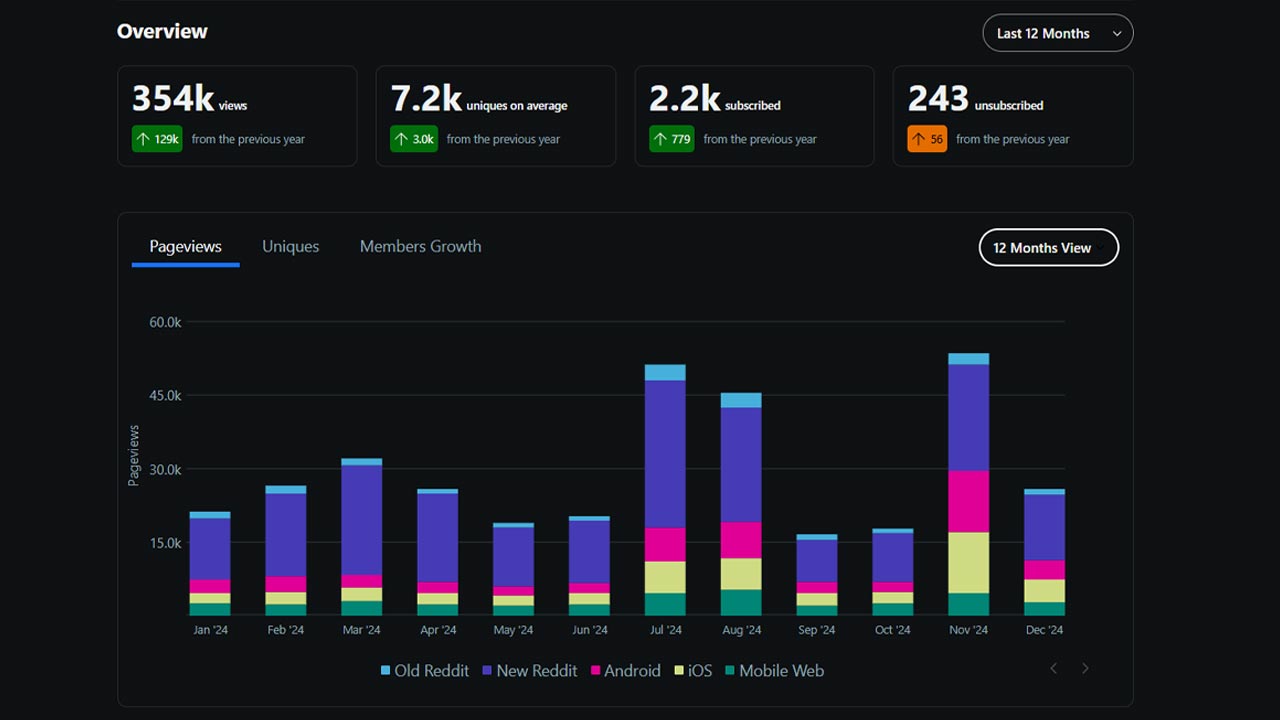 Overview
Last 12 Months
354k views
129k from the previous year
7.2k uniques on average
3.0k from the previous year
2.2k subscribed
779 from the previous year
243 unsubscribed
56 from the previous year
Pageviews Uniques Members Growth
12 Months View
Pageviews
60.0k
45.0k
30.0k
15.0k
Jan '24 Feb '24 Mar '24 Apr '24 May '24 Jun '24 Jul '24 Aug '24 Sep '24 Oct '24 Nov '24 Dec '24
Old Reddit New Reddit Android iOS Mobile Web